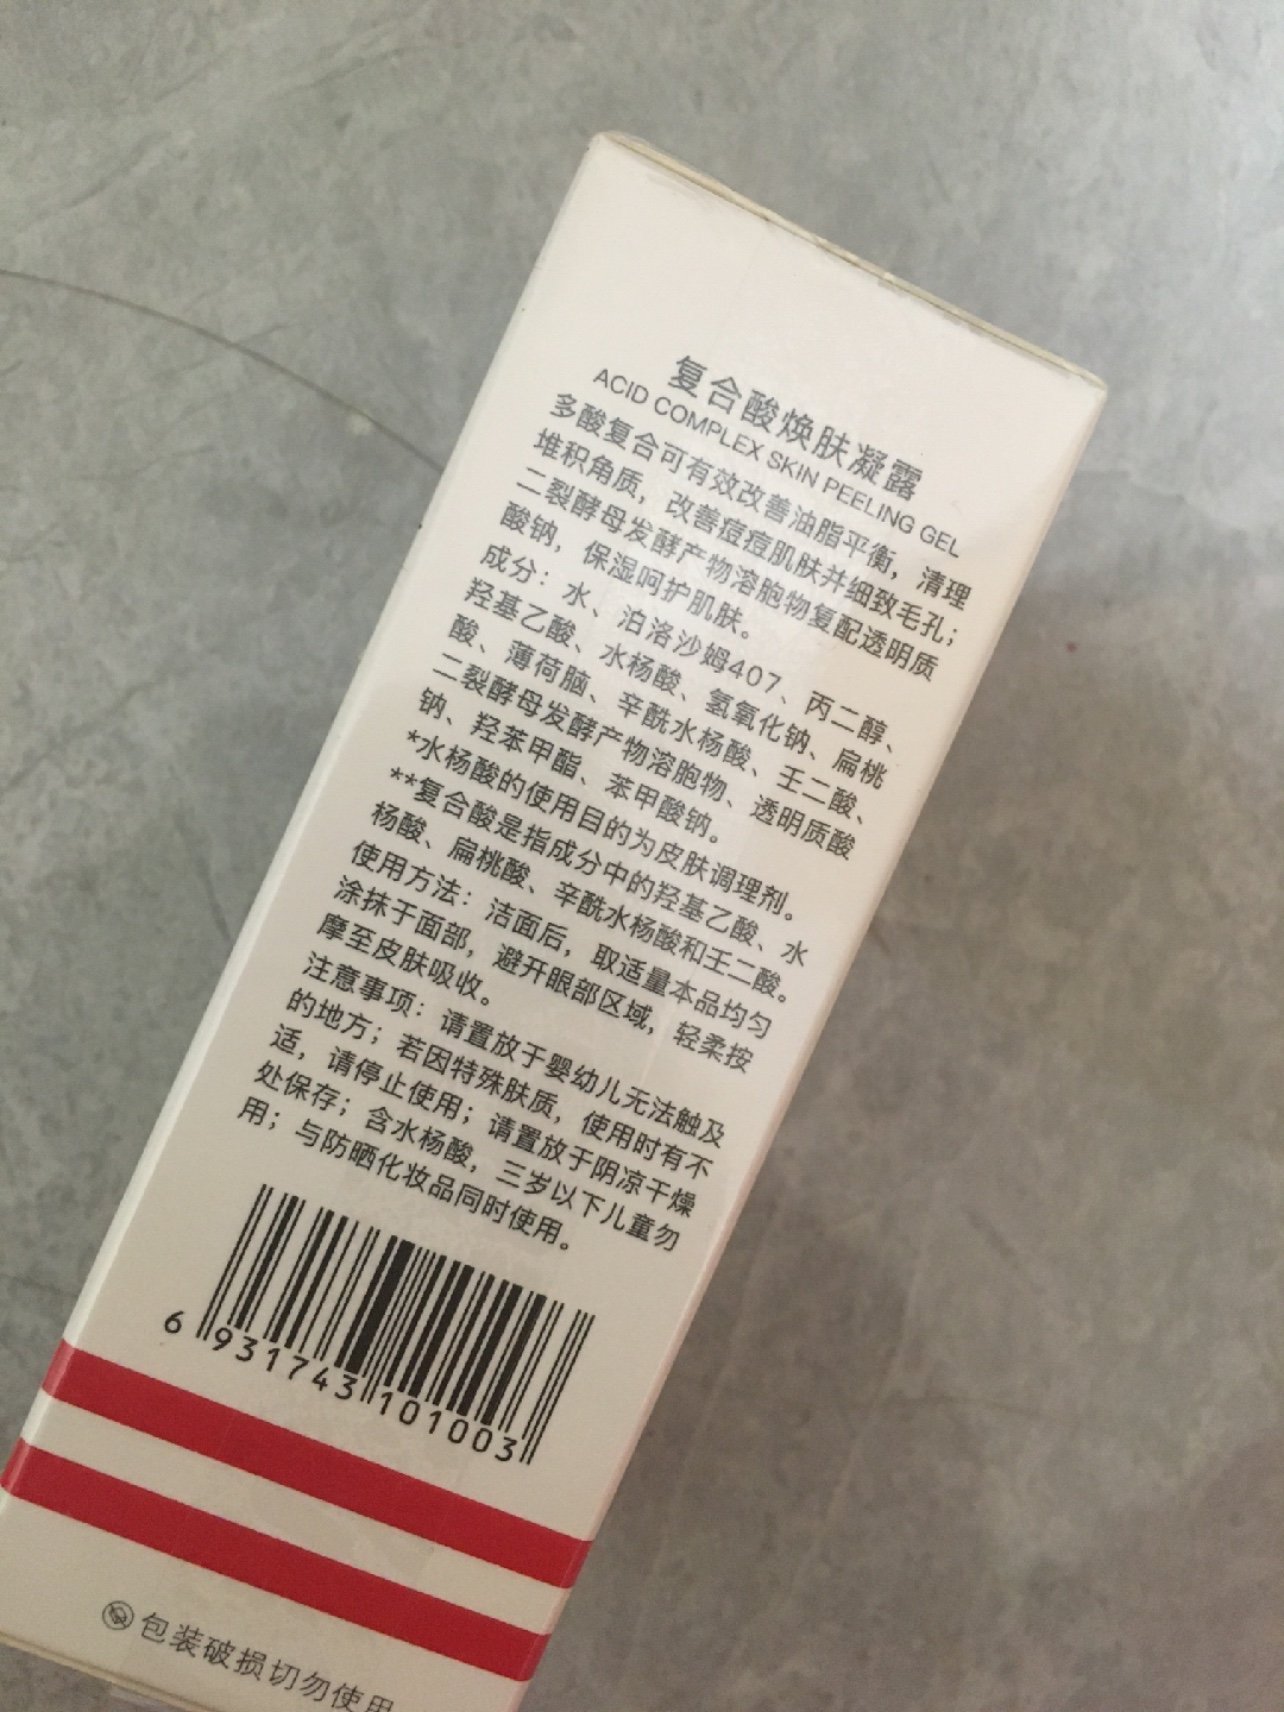 复合酸焕肤凝露
ACID COMPLEX SKIN PEELING GEL
多酸复合可有效改善油脂平衡，清理
堆积角质，改善痘痘肌肤并细致毛孔；
二裂酵母发酵产物溶胞物复配透明质
酸钠，保湿呵护肌肤。
成分：水、泊洛沙姆407、丙二醇、
羟基乙酸、水杨酸、氢氧化钠、扁桃
酸、薄荷脑、辛酰水杨酸、壬二酸、
二裂酵母发酵产物溶胞物、透明质酸
钠、羟苯甲酯、苯甲酸钠。
*水杨酸的使用目的为皮肤调理剂。
**复合酸是指成分中的羟基乙酸、水
杨酸、扁桃酸、辛酰水杨酸和壬二酸。
使用方法：洁面后，取适量本品均匀
涂抹于面部，避开眼部区域，轻柔按
摩至皮肤吸收。
注意事项：请置放于婴幼儿无法触及
的地方；若因特殊肤质，使用时有不
适，请停止使用；请置放于阴凉干燥
处保存；含水杨酸，三岁以下儿童勿
用；与防晒化妆品同时使用。
6 931743 101003
包装破损切勿使用